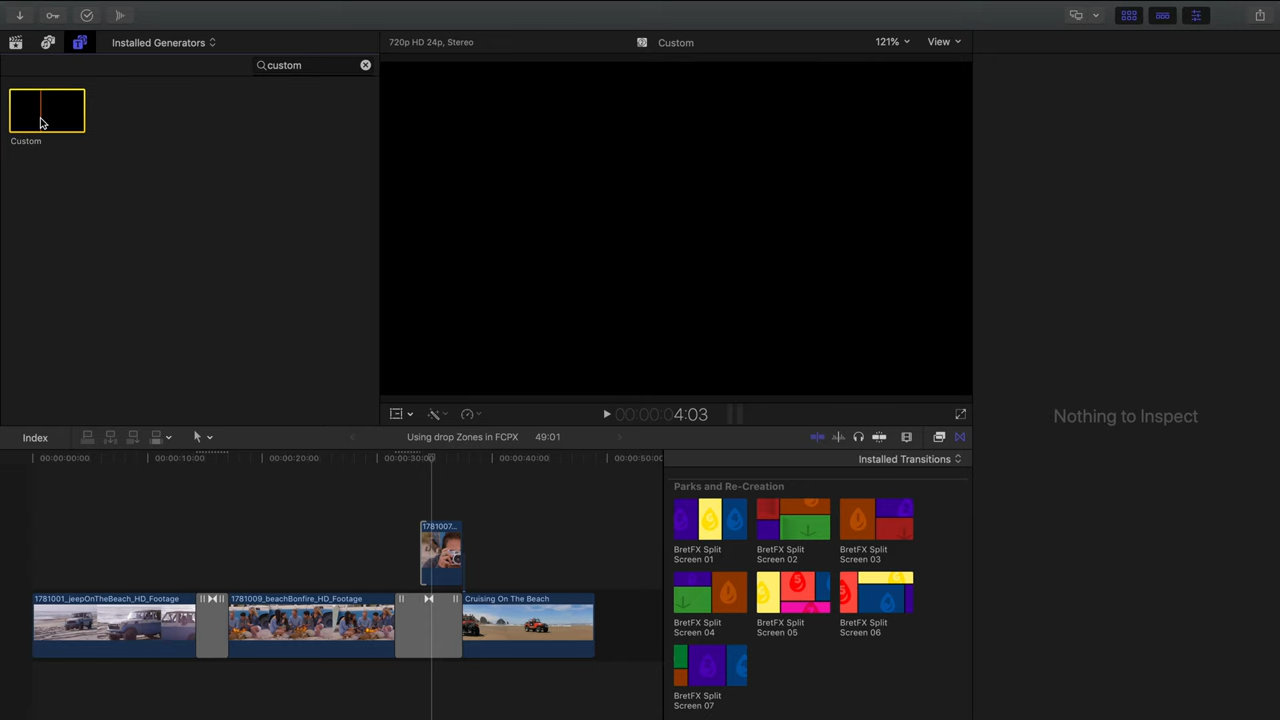 Installed Generators
720p HD 24p, Stereo
Custom
121%
View
custom
Custom
Nothing to Inspect
00:00:04:03
Index
Using drop Zones in FCPX
49:01
00:00:00:00
00:00:10:00
00:00:20:00
00:00:30:00
00:00:40:00
00:00:50:0
Installed Transitions
Parks and Re-Creation
1781007...
BretFX Split
Screen 01
BretFX Split
Screen 02
BretFX Split
Screen 03
1781001_jeepOnTheBeach_HD_Footage
1781009_beachBonfire_HD_Footage
Cruising On The Beach
BretFX Split
Screen 04
BretFX Split
Screen 05
BretFX Split
Screen 06
BretFX Split
Screen 07